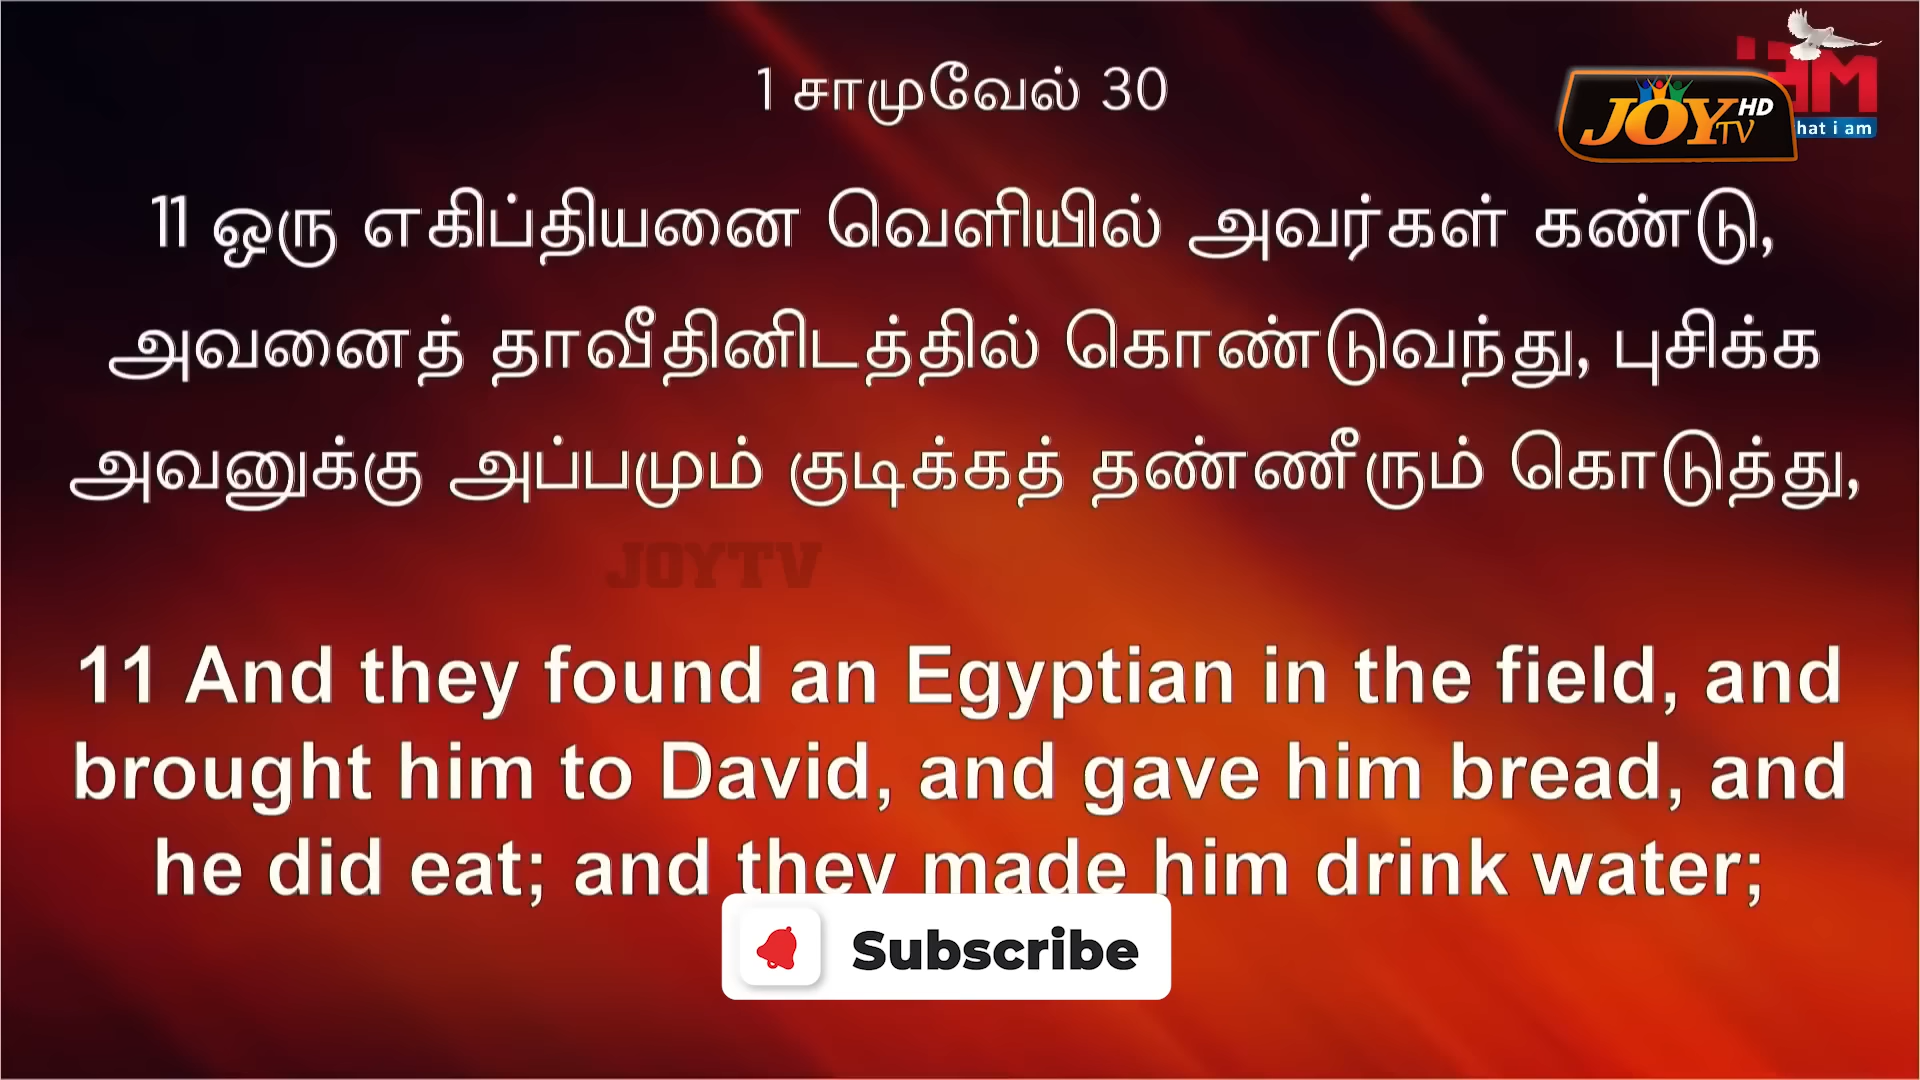 1 சாமுவேல் 30
JOY TV HD
hat i am
11 ஒரு எகிப்தியனை வெளியில் அவர்கள் கண்டு,
அவனைத் தாவீதினிடத்தில் கொண்டுவந்து, புசிக்க
அவனுக்கு அப்பமும் குடிக்கத் தண்ணீரும் கொடுத்து,
JOYTV
11 And they found an Egyptian in the field, and
brought him to David, and gave him bread, and
he did eat; and they made him drink water;
Subscribe